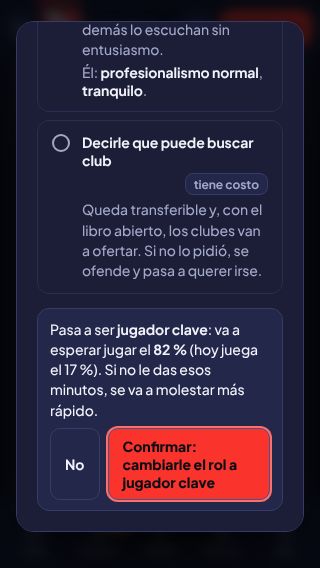 demás lo escuchan sin
entusiasmo.
Él: profesionalismo normal,
tranquilo.
Decirle que puede buscar
club
tiene costo
Queda transferible y, con el
libro abierto, los clubes van
a ofertar. Si no lo pidió, se
ofende y pasa a querer irse.
Pasa a ser jugador clave: va a
esperar jugar el 82 % (hoy juega
el 17 %). Si no le das esos
minutos, se va a molestar más
rápido.
No
Confirmar:
cambiarle el rol a
jugador clave